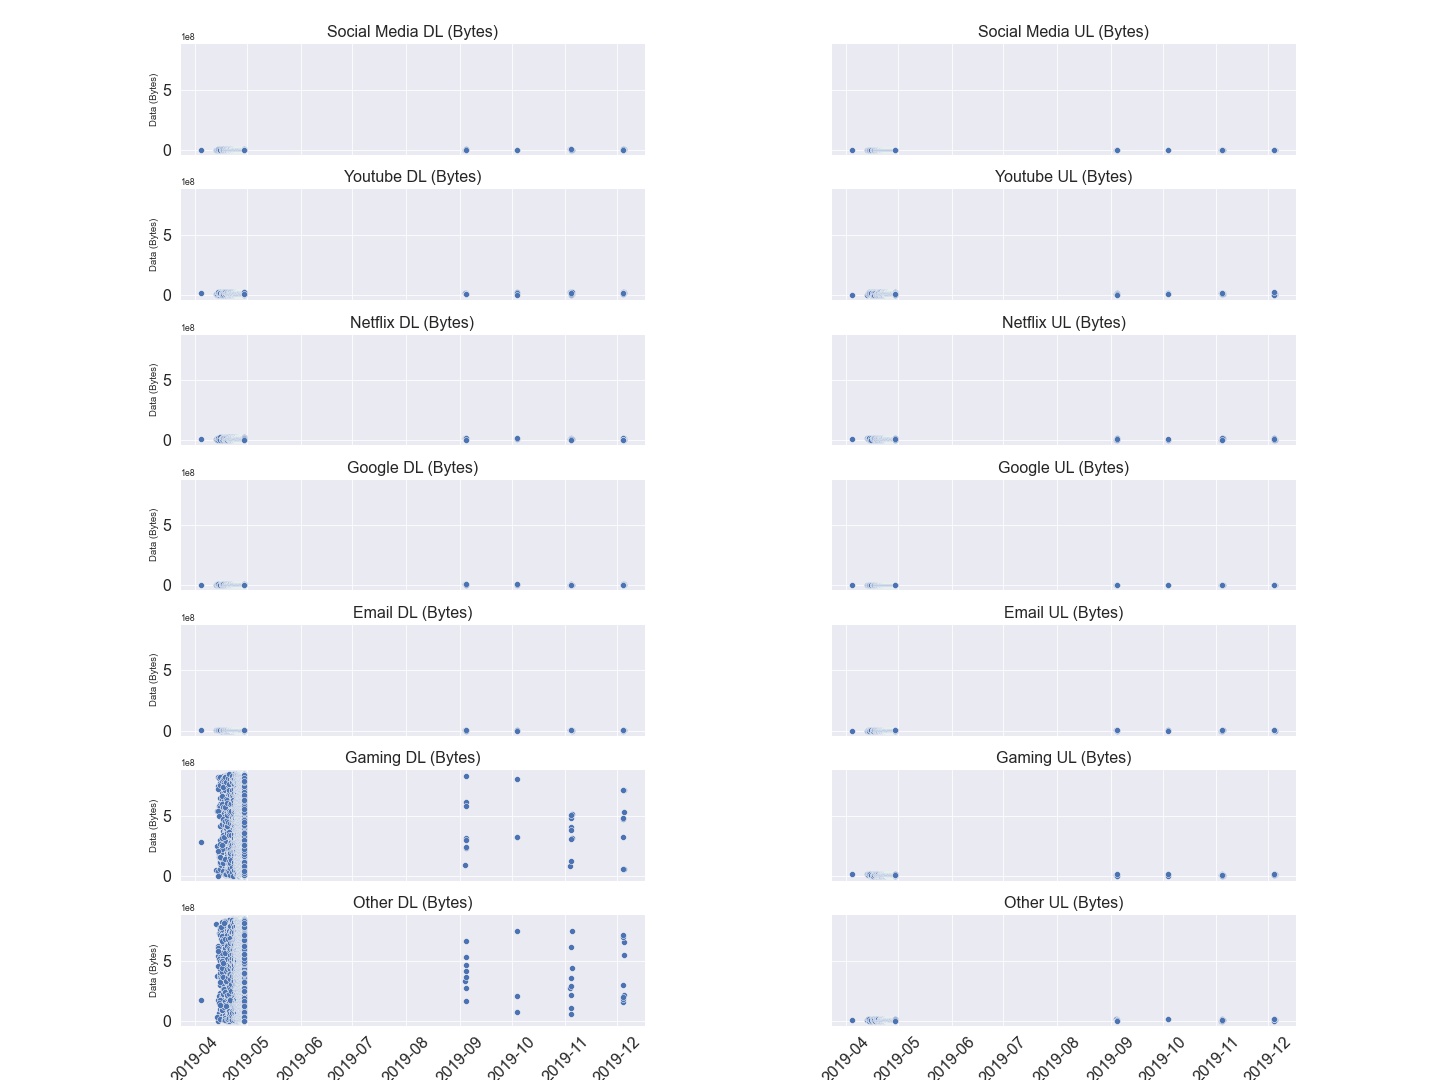 Social Media DL (Bytes)
Social Media UL (Bytes)
1e8
Data (Bytes)
5
0
Youtube DL (Bytes)
Youtube UL (Bytes)
1e8
Data (Bytes)
5
0
Netflix DL (Bytes)
Netflix UL (Bytes)
1e8
Data (Bytes)
5
0
Google DL (Bytes)
Google UL (Bytes)
1e8
Data (Bytes)
5
0
Email DL (Bytes)
Email UL (Bytes)
1e8
Data (Bytes)
5
0
Gaming DL (Bytes)
Gaming UL (Bytes)
1e8
Data (Bytes)
5
0
Other DL (Bytes)
Other UL (Bytes)
1e8
Data (Bytes)
5
0
2019-04 2019-05 2019-06 2019-07 2019-08 2019-09 2019-10 2019-11 2019-12
2019-04 2019-05 2019-06 2019-07 2019-08 2019-09 2019-10 2019-11 2019-12